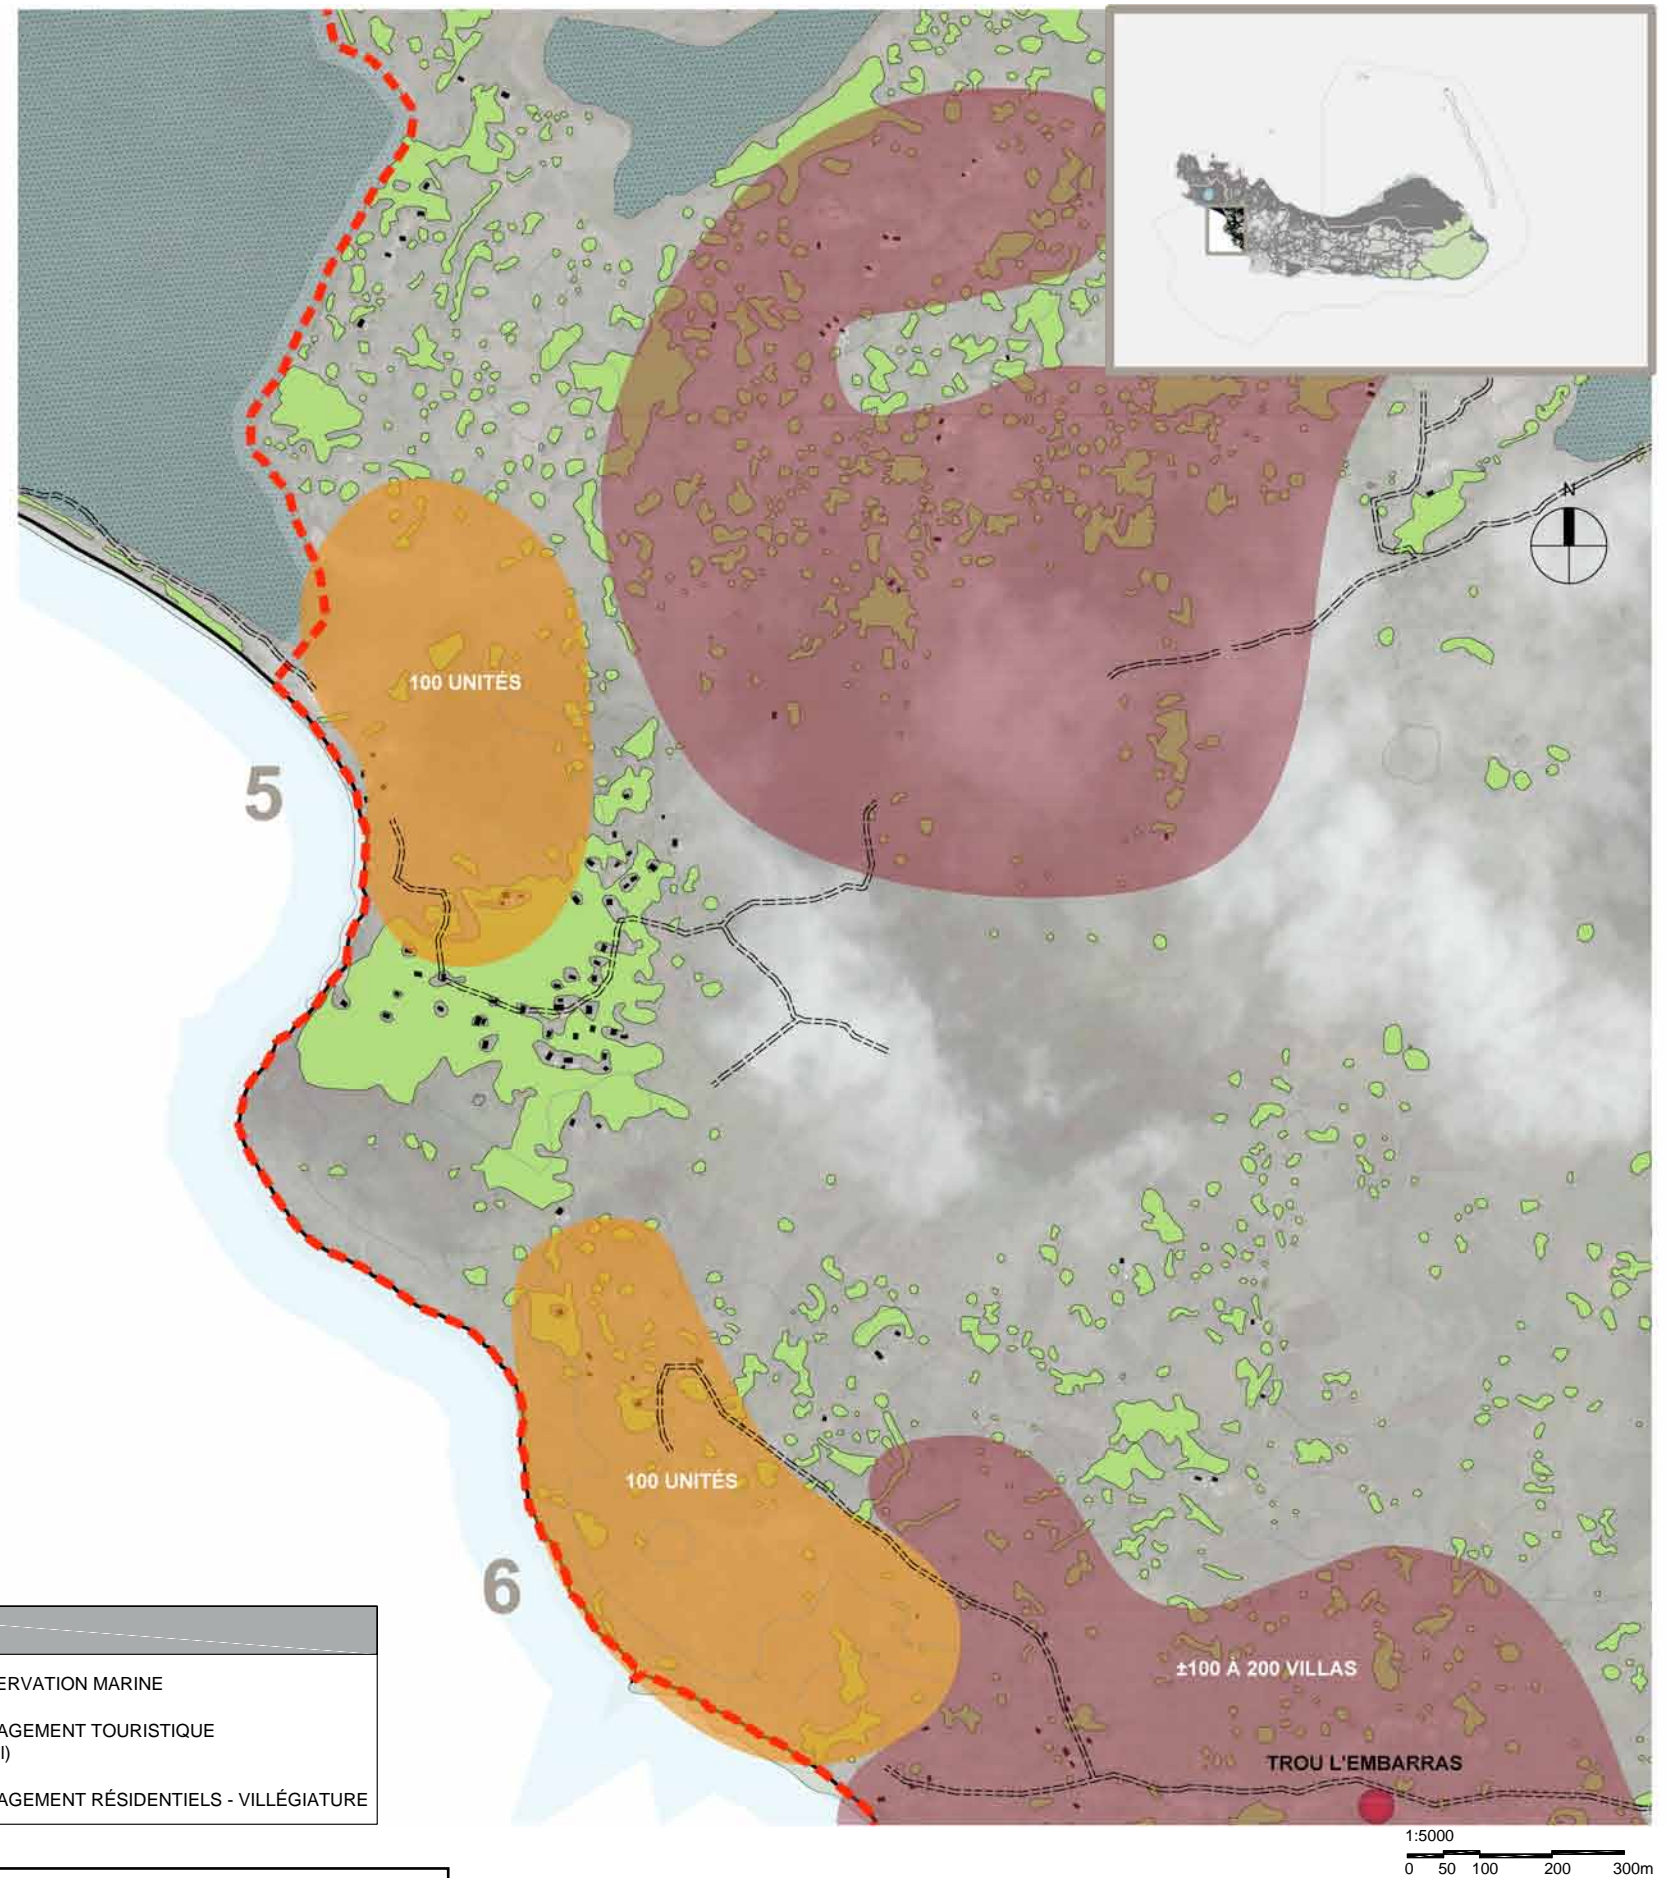 N
100 UNITÉS
5
100 UNITÉS
6
±100 À 200 VILLAS
TROU L'EMBARRAS
ERVATION MARINE
AGEMENT TOURISTIQUE
l)
AGEMENT RÉSIDENTIELS - VILLÉGIATURE
1:5000
0 50 100 200 300m